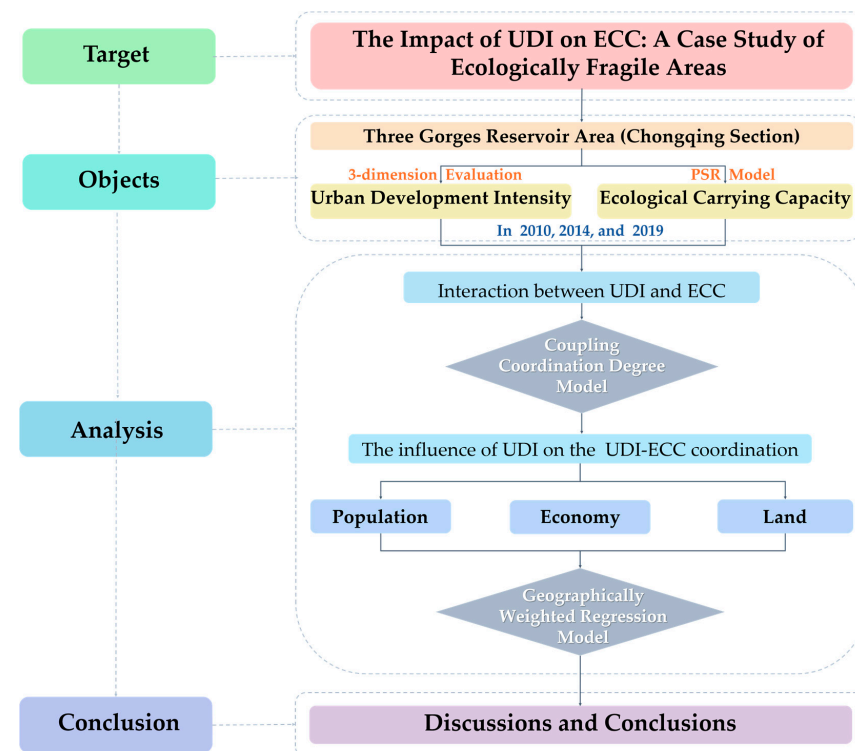 Target
The Impact of UDI on ECC: A Case Study of
Ecologically Fragile Areas
Objects
Three Gorges Reservoir Area (Chongqing Section)
3-dimension Evaluation
PSR Model
Urban Development Intensity
Ecological Carrying Capacity
In 2010, 2014, and 2019
Analysis
Interaction between UDI and ECC
Coupling
Coordination Degree
Model
The influence of UDI on the UDI-ECC coordination
Population
Economy
Land
Geographically
Weighted Regression
Model
Conclusion
Discussions and Conclusions